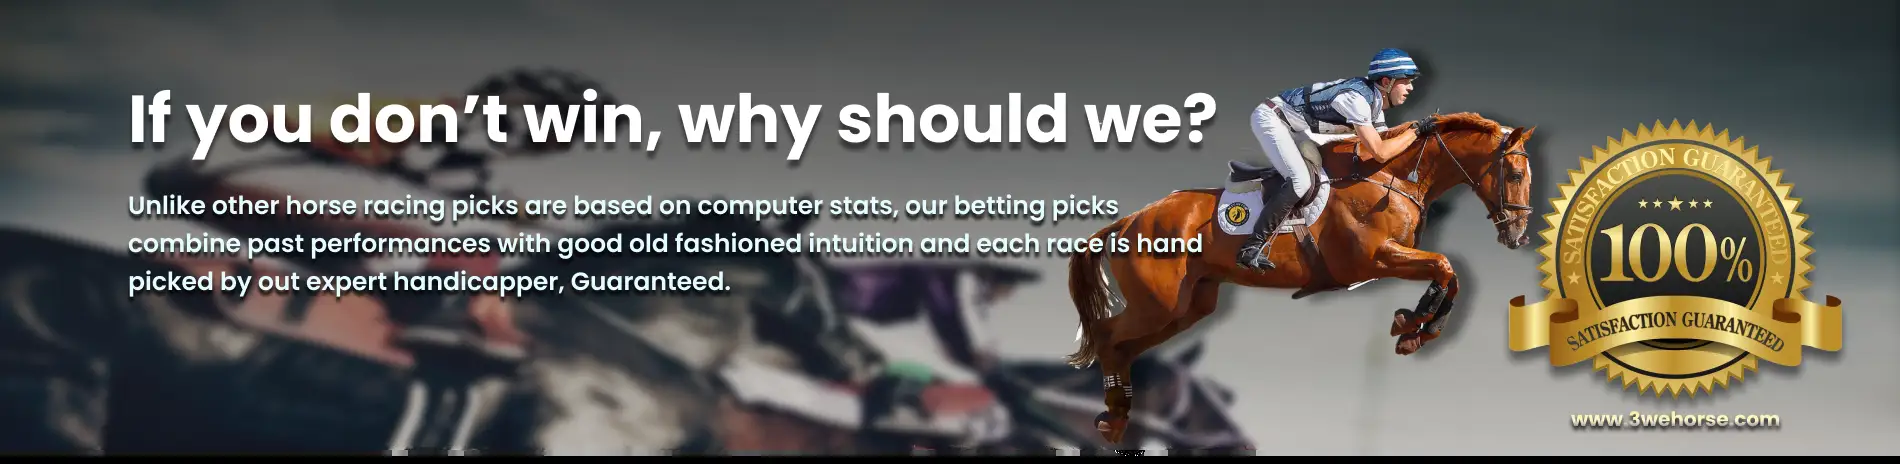 If you don’t win, why should we?
Unlike other horse racing picks are based on computer stats, our betting picks
combine past performances with good old fashioned intuition and each race is hand
picked by out expert handicapper, Guaranteed.
SATISFACTION GUARANTEED
100%
SATISFACTION GUARANTEED
www.3wehorse.com